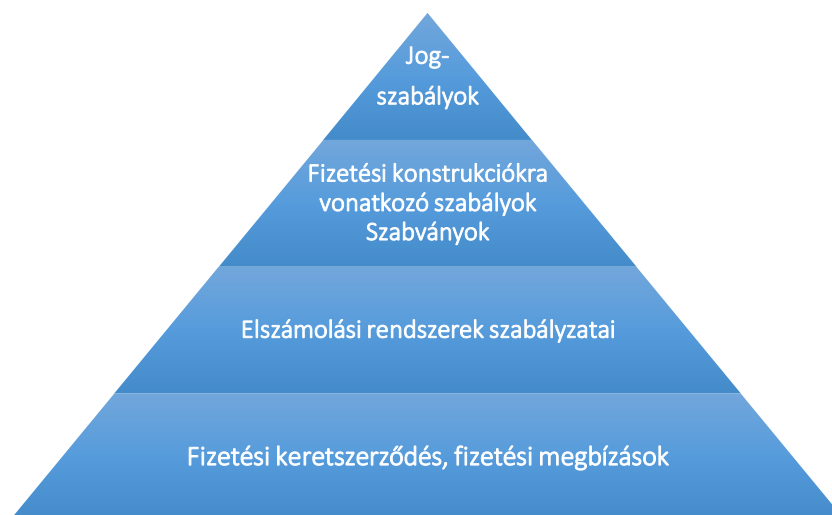 Jog-
szabályok
Fizetési konstrukciókra
vonatkozó szabályok
Szabványok
Elszámolási rendszerek szabályzatai
Fizetési keretszerződés, fizetési megbízások